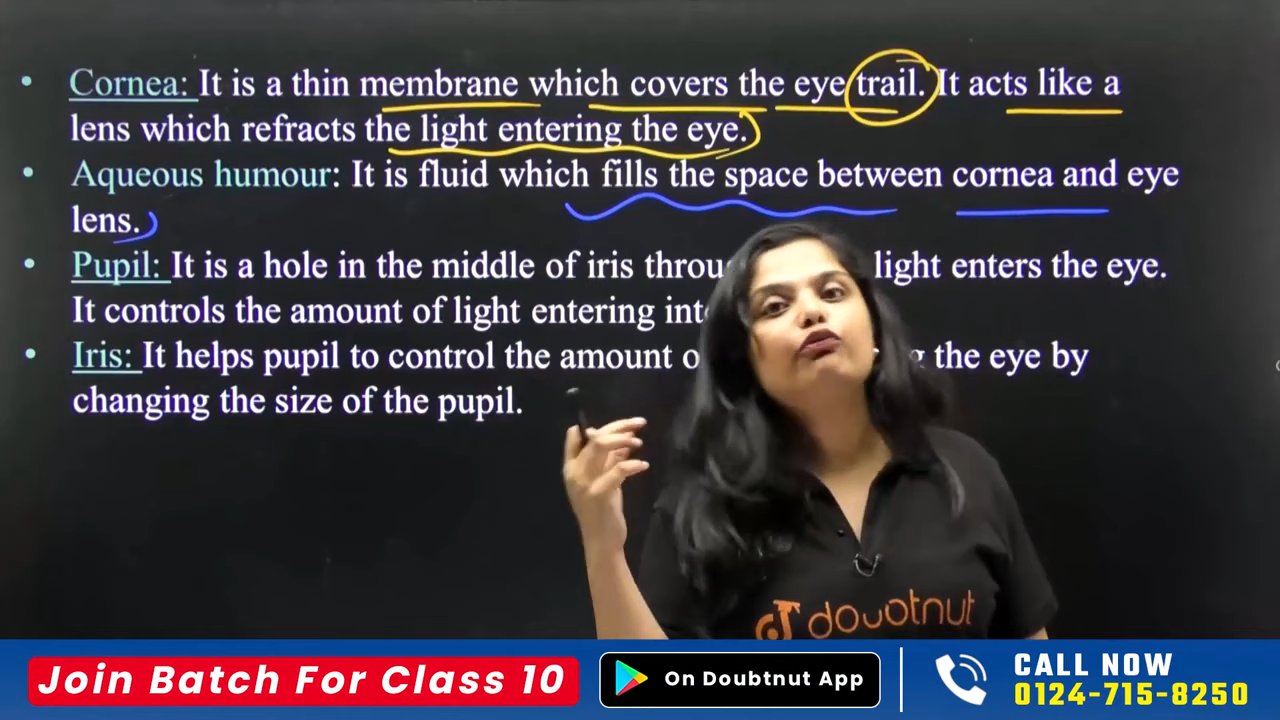 • Cornea: It is a thin membrane which covers the eye trail. It acts like a
lens which refracts the light entering the eye.
• Aqueous humour: It is fluid which fills the space between cornea and eye
lens.
• Pupil: It is a hole in the middle of iris light enters the eye.
It controls the amount of light entering
• Iris: It helps pupil to control the amount the eye by
changing the size of the pupil.
doubtnut
Join Batch For Class 10
On Doubtnut App
CALL NOW
0124-715-8250